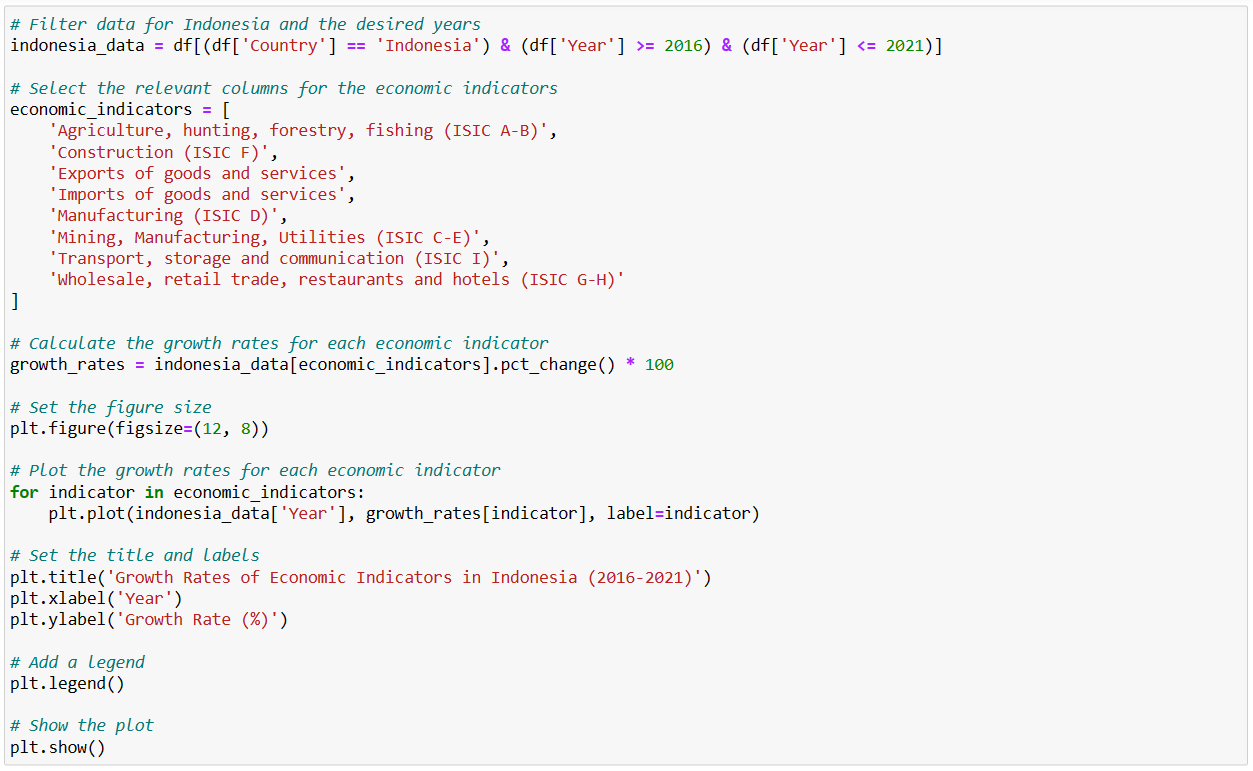 # Filter data for Indonesia and the desired years
indonesia_data = df[(df['Country'] == 'Indonesia') & (df['Year'] >= 2016) & (df['Year'] <= 2021)]

# Select the relevant columns for the economic indicators
economic_indicators = [
    'Agriculture, hunting, forestry, fishing (ISIC A-B)',
    'Construction (ISIC F)',
    'Exports of goods and services',
    'Imports of goods and services',
    'Manufacturing (ISIC D)',
    'Mining, Manufacturing, Utilities (ISIC C-E)',
    'Transport, storage and communication (ISIC I)',
    'Wholesale, retail trade, restaurants and hotels (ISIC G-H)'
]

# Calculate the growth rates for each economic indicator
growth_rates = indonesia_data[economic_indicators].pct_change() * 100

# Set the figure size
plt.figure(figsize=(12, 8))

# Plot the growth rates for each economic indicator
for indicator in economic_indicators:
    plt.plot(indonesia_data['Year'], growth_rates[indicator], label=indicator)

# Set the title and labels
plt.title('Growth Rates of Economic Indicators in Indonesia (2016-2021)')
plt.xlabel('Year')
plt.ylabel('Growth Rate (%)')

# Add a legend
plt.legend()

# Show the plot
plt.show()